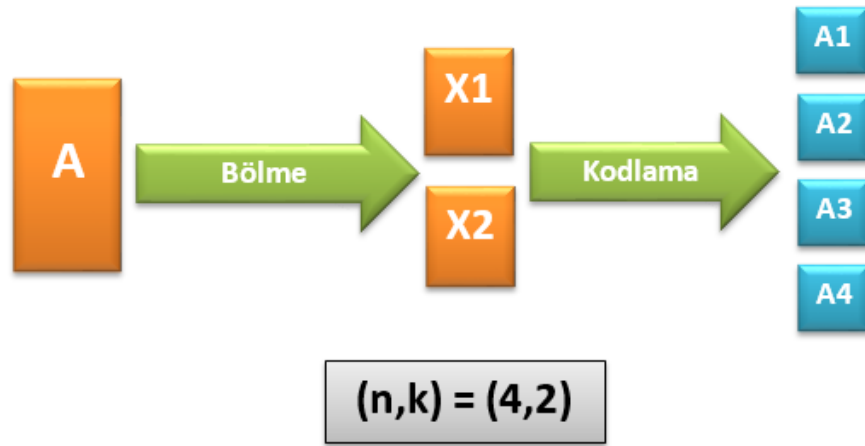 A
Bölme
X1
X2
Kodlama
A1
A2
A3
A4
(n,k) = (4,2)